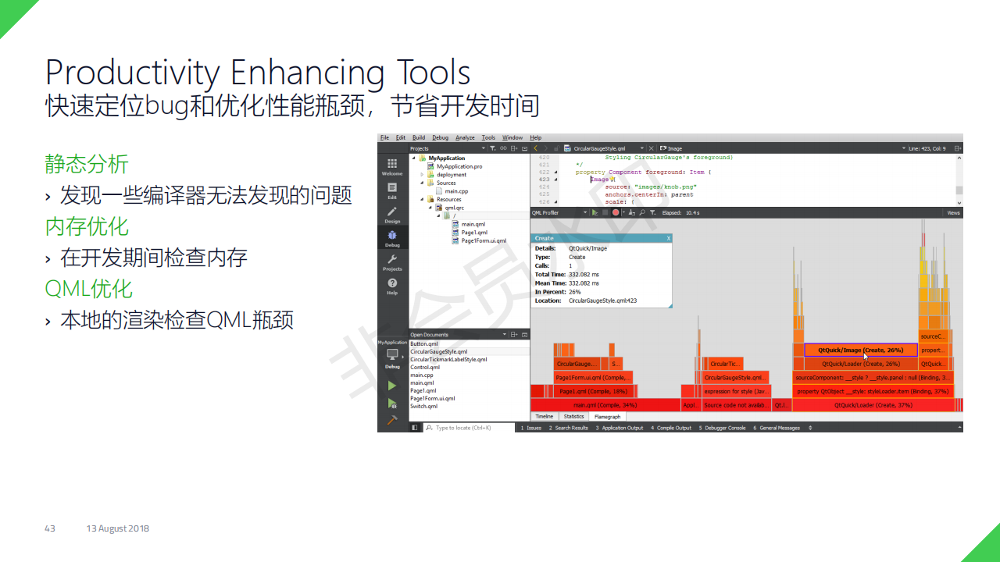 Productivity Enhancing Tools
快速定位bug和优化性能瓶颈，节省开发时间
静态分析
› 发现一些编译器无法发现的问题
内存优化
› 在开发期间检查内存
QML优化
› 本地的渲染检查QML瓶颈
File Edit Build Debug Analyze Tools Window Help
Projects
CircularGaugeStyle.qml
Image
Line: 423, Col: 9
Welcome
Edit
Design
Debug
Projects
Help
MyApplication
Debug
MyApplication
MyApplication.pro
deployment
Sources
main.cpp
Resources
qml.qrc
/
main.qml
Page1.qml
Page1Form.ui.qml
Open Documents
Button.qml
CircularGaugeStyle.qml
CircularTickmarkLabelStyle.qml
Control.qml
main.cpp
main.qml
Page1.qml
Page1Form.ui.qml
Switch.qml
420 Styling CircularGauge's foreground)
421 */
422 property Component foreground: Item {
423 Image {
424 source: "images/knob.png"
425 anchors.centerIn: parent
426 scale: {
QML Profiler
Elapsed: 10.4 s
Views
Create X
Details: QtQuick/Image
Type: Create
Calls: 1
Total Time: 332.082 ms
Mean Time: 332.082 ms
In Percent: 26%
Location: CircularGaugeStyle.qml:423
sourceC...
QtQuick/Image (Create, 26%) propert...
CircularGauge.... S... CircularTic... QtQuick/Loader (Create, 26%) QtQuick...
Page1Form.ui.qml (Compile,... CircularGaugeStyle.qml... sourceComponent: __style ? __style.panel : null (Binding, 3...
Page1.qml (Compile, 18%) expression for style (Jav... property QtObject __style: styleLoader.item (Binding, 37%)
main.qml (Compile, 34%) Appl... Source code not availab... Qt.l... QtQuick/Loader (Create, 37%)
Timeline Statistics Flamegraph
Type to locate (Ctrl+K)
1 Issues 2 Search Results 3 Application Output 4 Compile Output 5 Debugger Console 6 General Messages
非会员水印
43 13 August 2018